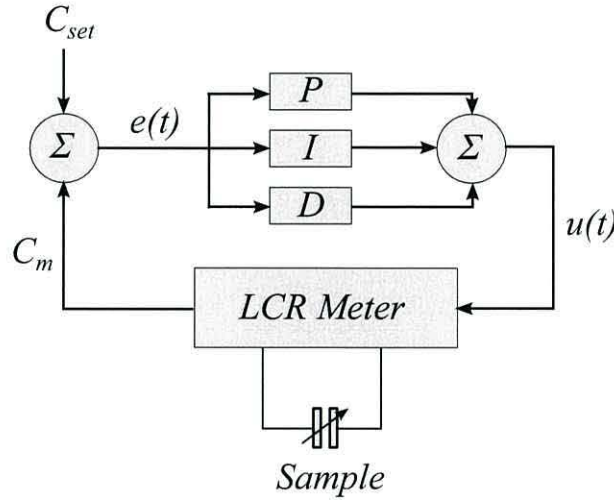 C_set
e(t)
P
Σ
I
Σ
D
u(t)
C_m
LCR Meter
Sample